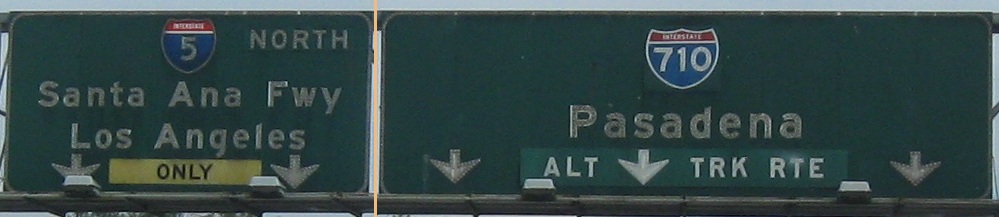 INTERSTATE
5 NORTH
Santa Ana Fwy
Los Angeles
ONLY
INTERSTATE
710
Pasadena
ALT TRK RTE